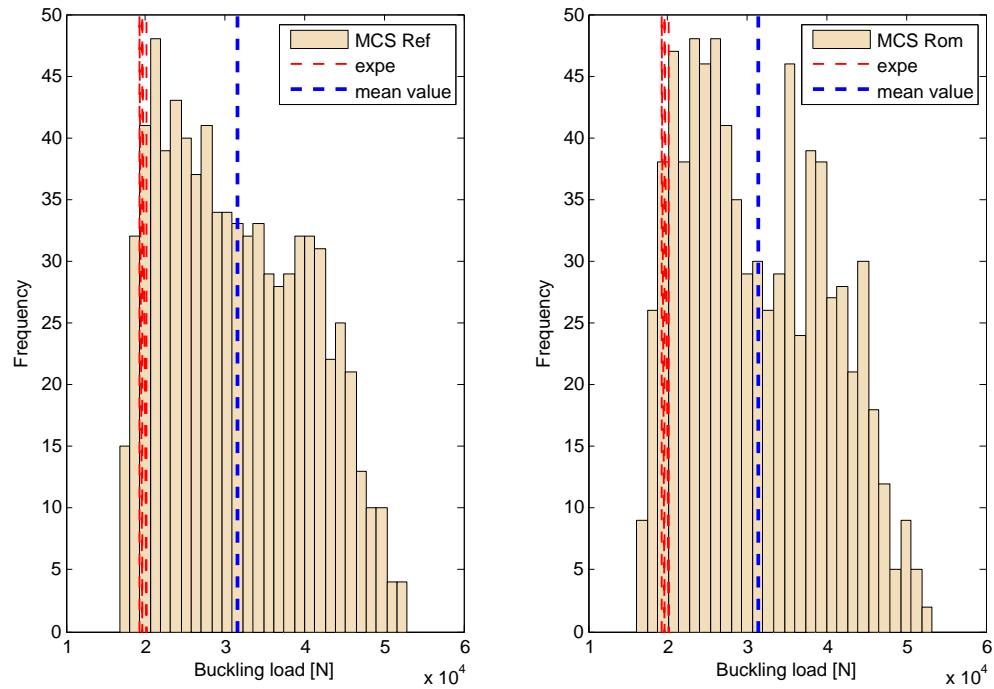 50
45
40
35
30
25
20
15
10
5
0
Frequency
MCS Ref
expe
mean value
1 2 3 4 5 6
Buckling load [N]
x 10^4
50
45
40
35
30
25
20
15
10
5
0
Frequency
MCS Rom
expe
mean value
1 2 3 4 5 6
Buckling load [N]
x 10^4